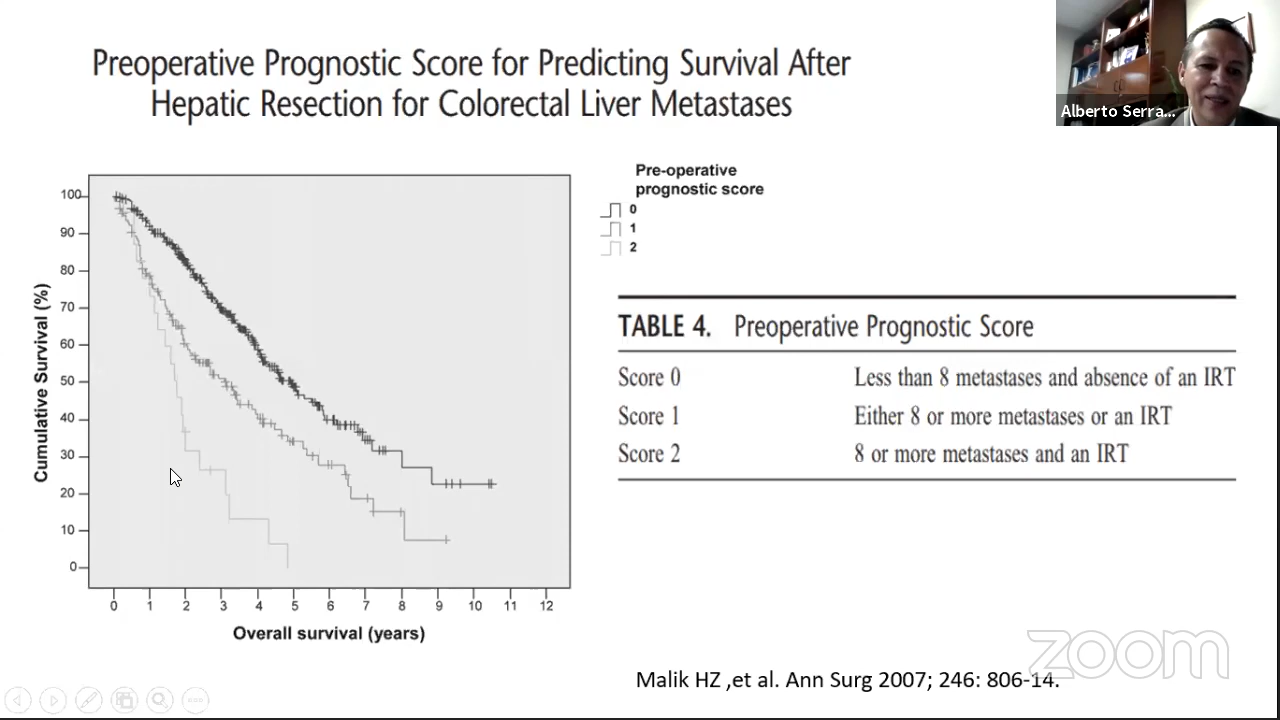 Preoperative Prognostic Score for Predicting Survival After
Hepatic Resection for Colorectal Liver Metastases
Alberto Serra...
Pre-operative
prognostic score
0
1
2
100
90
80
70
60
50
40
30
20
10
0
Cumulative Survival (%)
0 1 2 3 4 5 6 7 8 9 10 11 12
Overall survival (years)
TABLE 4. Preoperative Prognostic Score
Score 0 Less than 8 metastases and absence of an IRT
Score 1 Either 8 or more metastases or an IRT
Score 2 8 or more metastases and an IRT
zoom
Malik HZ ,et al. Ann Surg 2007; 246: 806-14.